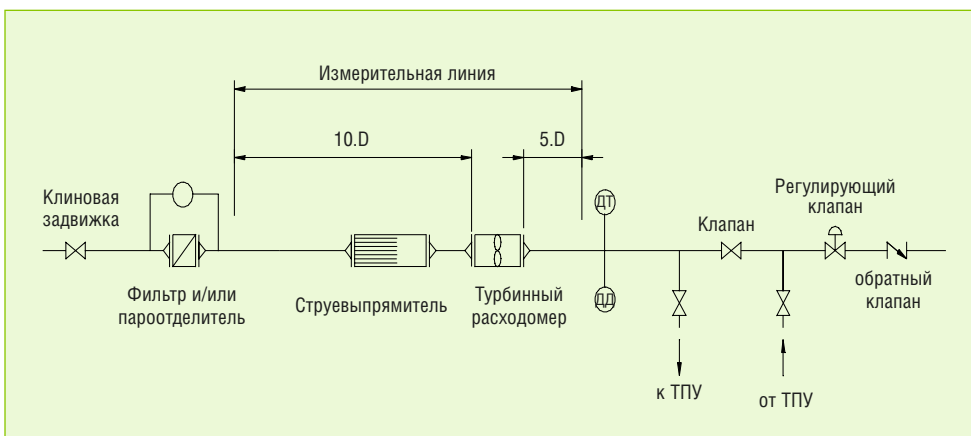 Измерительная линия
10.D
5.D
Клиновая
задвижка
ДТ
Регулирующий
клапан
Клапан
Фильтр и/или
пароотделитель
Струевыпрямитель
Турбинный
расходомер
ДД
обратный
клапан
к ТПУ
от ТПУ